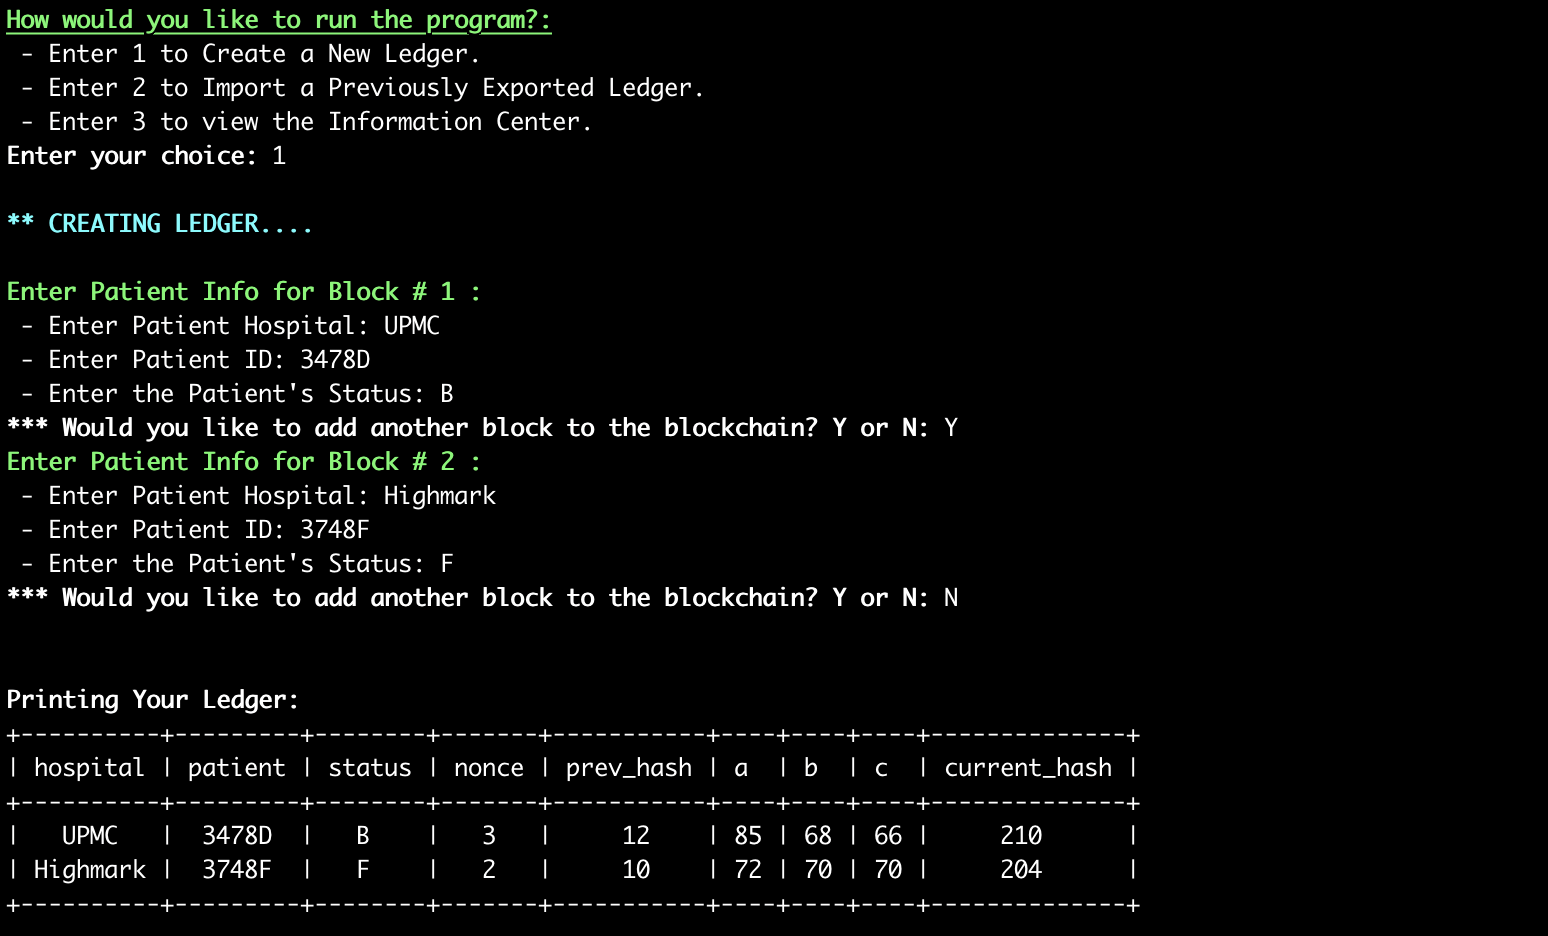 How would you like to run the program?:
 - Enter 1 to Create a New Ledger.
 - Enter 2 to Import a Previously Exported Ledger.
 - Enter 3 to view the Information Center.
Enter your choice: 1
** CREATING LEDGER....
Enter Patient Info for Block # 1 :
 - Enter Patient Hospital: UPMC
 - Enter Patient ID: 3478D
 - Enter the Patient's Status: B
*** Would you like to add another block to the blockchain? Y or N: Y
Enter Patient Info for Block # 2 :
 - Enter Patient Hospital: Highmark
 - Enter Patient ID: 3748F
 - Enter the Patient's Status: F
*** Would you like to add another block to the blockchain? Y or N: N
Printing Your Ledger:
+----------+---------+--------+-------+-----------+----+----+----+--------------+
| hospital | patient | status | nonce | prev_hash | a  | b  | c  | current_hash |
+----------+---------+--------+-------+-----------+----+----+----+--------------+
|   UPMC   |  3478D  |   B    |   3   |     12    | 85 | 68 | 66 |     210      |
| Highmark |  3748F  |   F    |   2   |     10    | 72 | 70 | 70 |     204      |
+----------+---------+--------+-------+-----------+----+----+----+--------------+